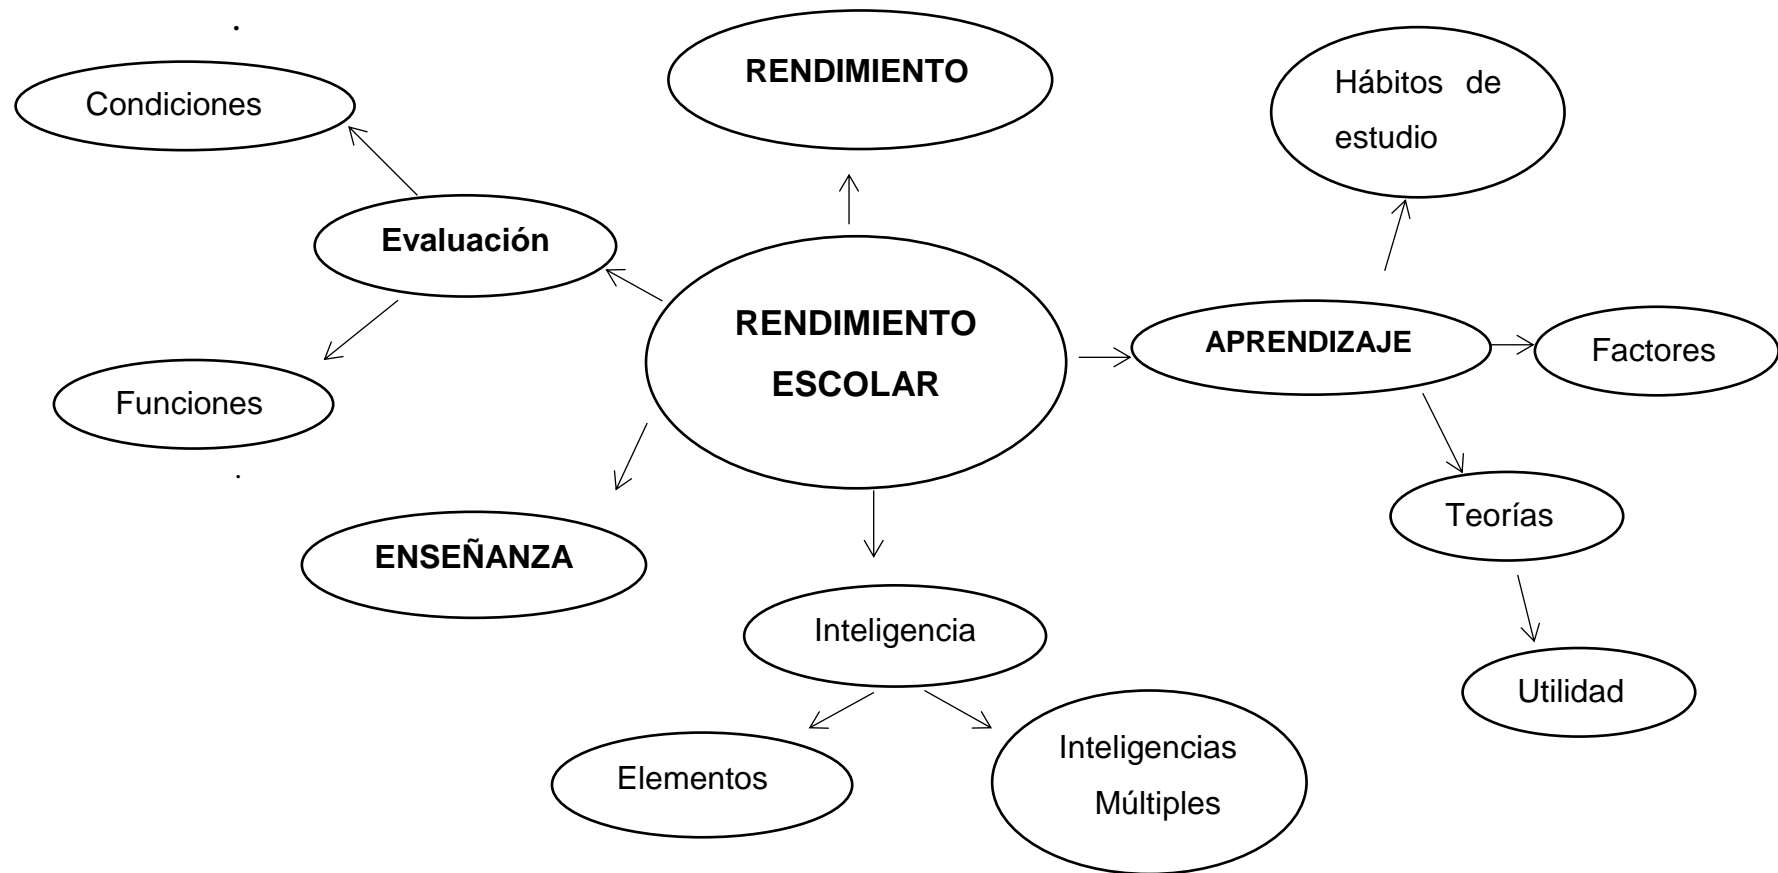 RENDIMIENTO
Hábitos de
estudio
Condiciones
Evaluación
RENDIMIENTO
ESCOLAR
APRENDIZAJE
Factores
Funciones
Teorías
ENSEÑANZA
Inteligencia
Utilidad
Elementos
Inteligencias
Múltiples